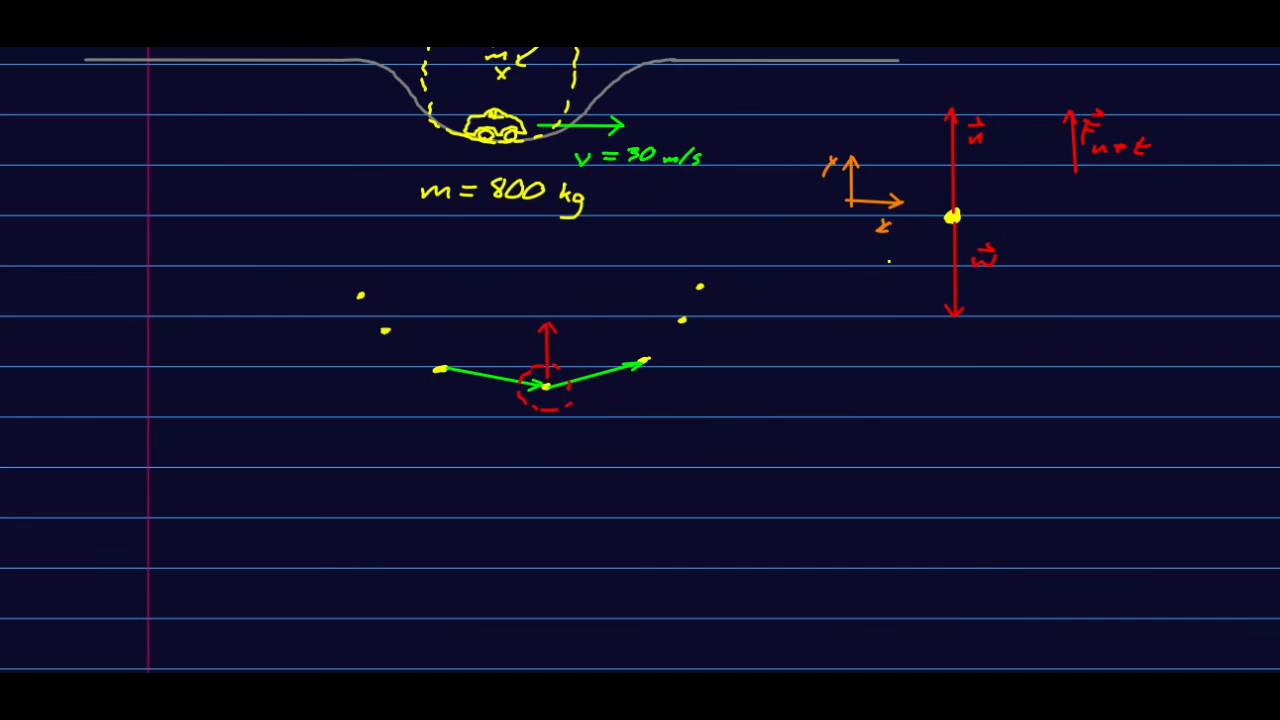 m
x
v = 30 m/s
m = 800 kg
y
x
n⃗
w⃗
F⃗net